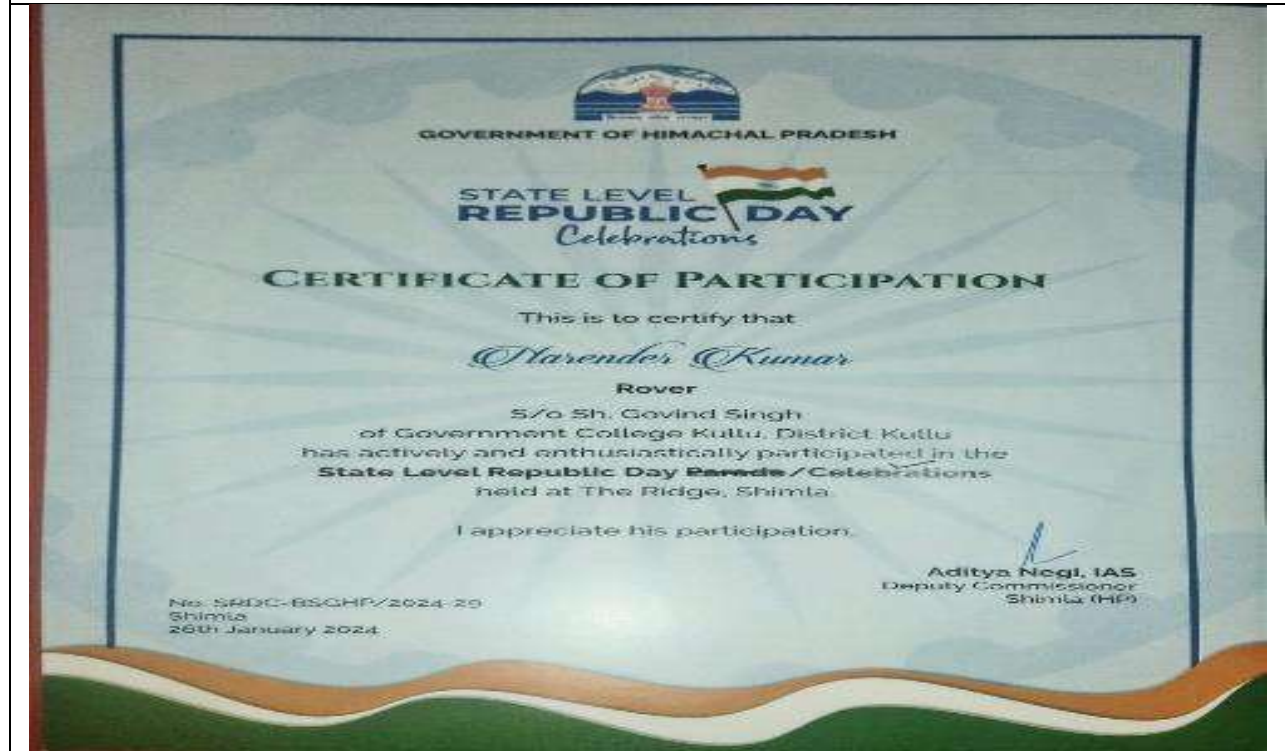 GOVERNMENT OF HIMACHAL PRADESH
STATE LEVEL
REPUBLIC DAY
Celebrations
CERTIFICATE OF PARTICIPATION
This is to certify that
Narender Kumar
Rover
S/o Sh. Govind Singh
of Government College Kullu, District Kullu
has actively and enthusiastically participated in the
State Level Republic Day Parade/Celebrations
held at The Ridge, Shimla.
I appreciate his participation.
Aditya Negi, IAS
Deputy Commissioner
Shimla (HP)
No. SRDC-BSGHP/2024-29
Shimla
26th January 2024